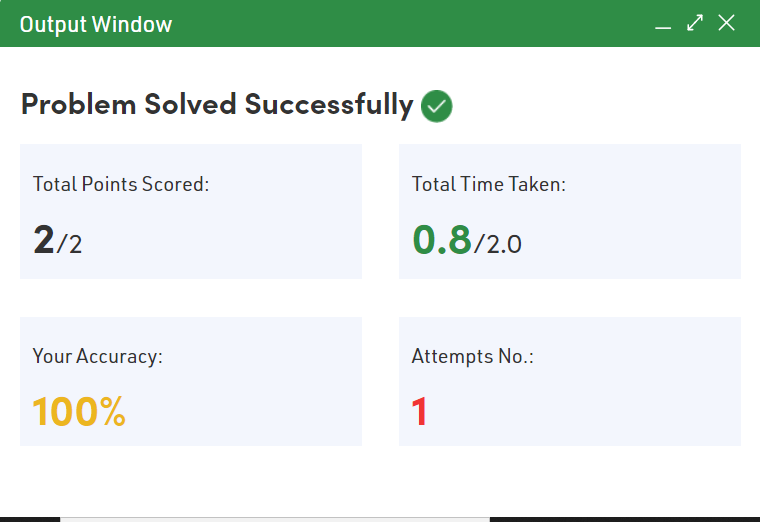 Output Window
Problem Solved Successfully
Total Points Scored:
2/2
Total Time Taken:
0.8/2.0
Your Accuracy:
100%
Attempts No.:
1